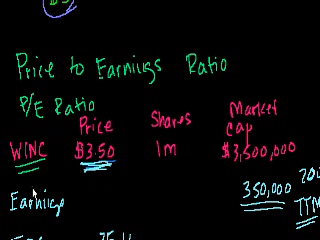 Price to Earnings Ratio
P/E Ratio
Price Shares Market Cap
WINC $3.50 1m $3,500,000
Earnings 350,000
TTM